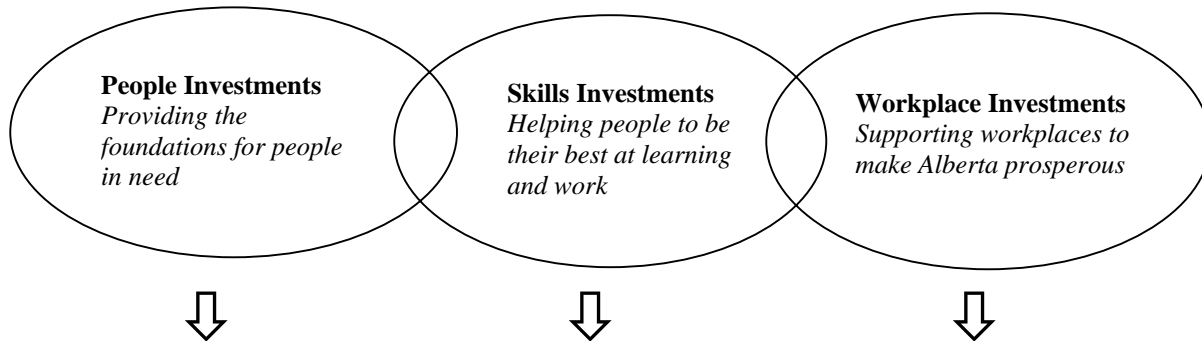 People Investments
Providing the
foundations for people
in need
Skills Investments
Helping people to be
their best at learning
and work
Workplace Investments
Supporting workplaces to
make Alberta prosperous